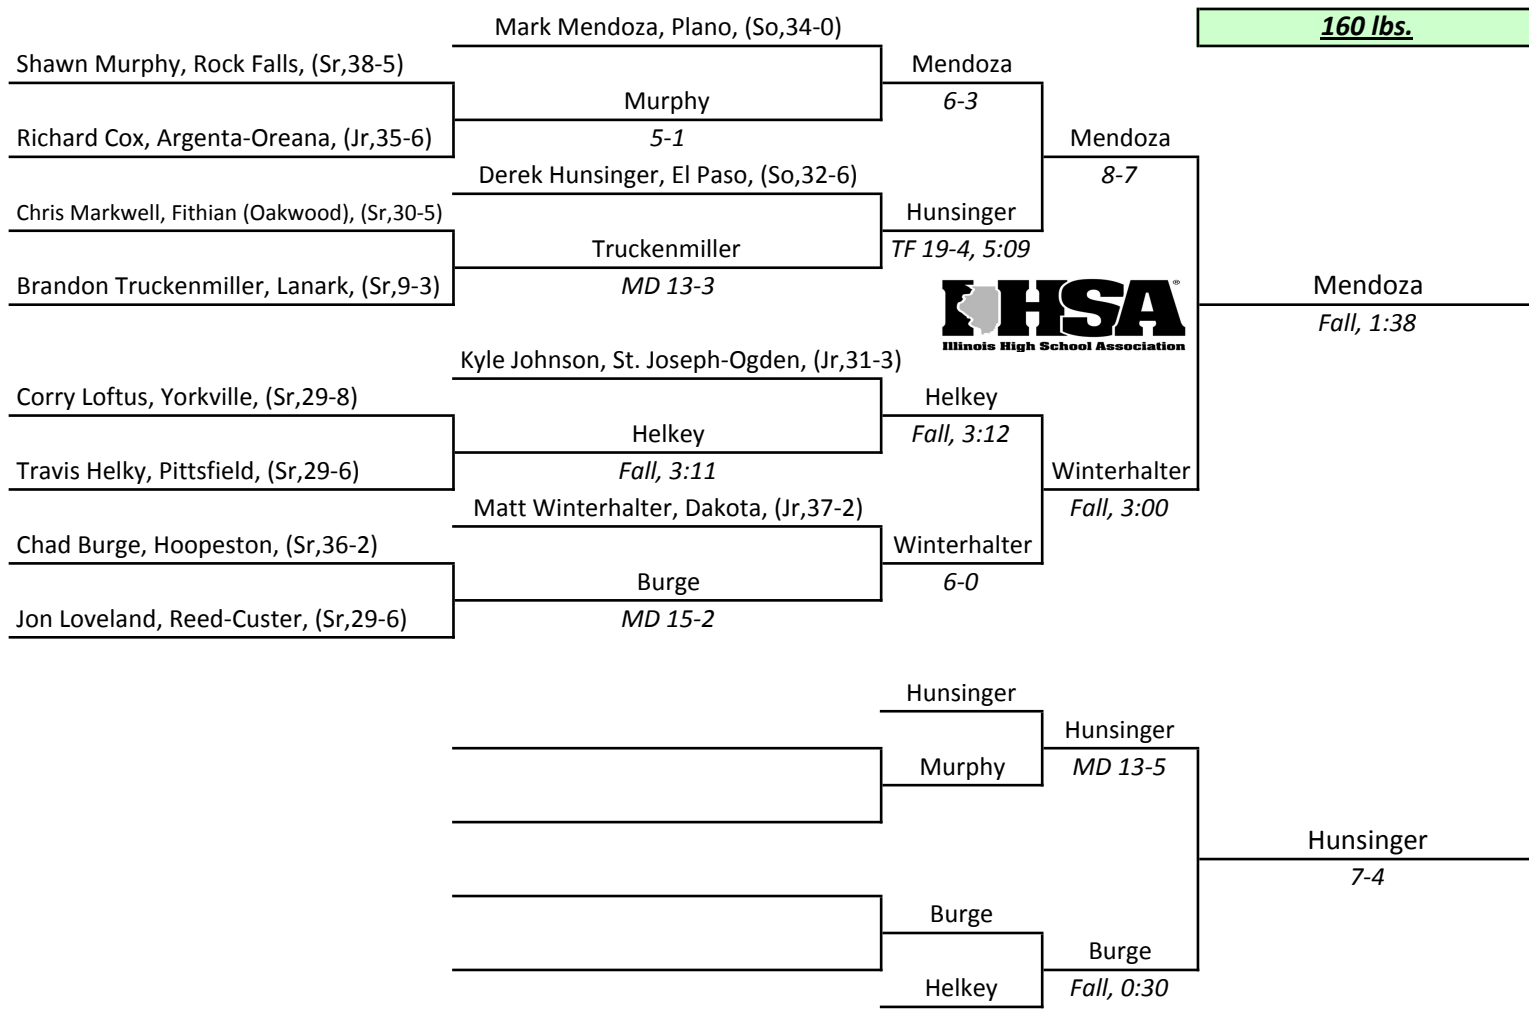 Mark Mendoza, Plano, (So,34-0)
160 lbs.
Shawn Murphy, Rock Falls, (Sr,38-5)
Mendoza
Murphy
6-3
Richard Cox, Argenta-Oreana, (Jr,35-6)
5-1
Mendoza
Derek Hunsinger, El Paso, (So,32-6)
8-7
Chris Markwell, Fithian (Oakwood), (Sr,30-5)
Hunsinger
Truckenmiller
TF 19-4, 5:09
Brandon Truckenmiller, Lanark, (Sr,9-3)
MD 13-3
IHSA®
Illinois High School Association
Mendoza
Fall, 1:38
Kyle Johnson, St. Joseph-Ogden, (Jr,31-3)
Corry Loftus, Yorkville, (Sr,29-8)
Helkey
Helkey
Fall, 3:12
Travis Helky, Pittsfield, (Sr,29-6)
Fall, 3:11
Winterhalter
Matt Winterhalter, Dakota, (Jr,37-2)
Fall, 3:00
Chad Burge, Hoopeston, (Sr,36-2)
Winterhalter
Burge
6-0
Jon Loveland, Reed-Custer, (Sr,29-6)
MD 15-2
Hunsinger
Hunsinger
Murphy
MD 13-5
Hunsinger
7-4
Burge
Burge
Helkey
Fall, 0:30